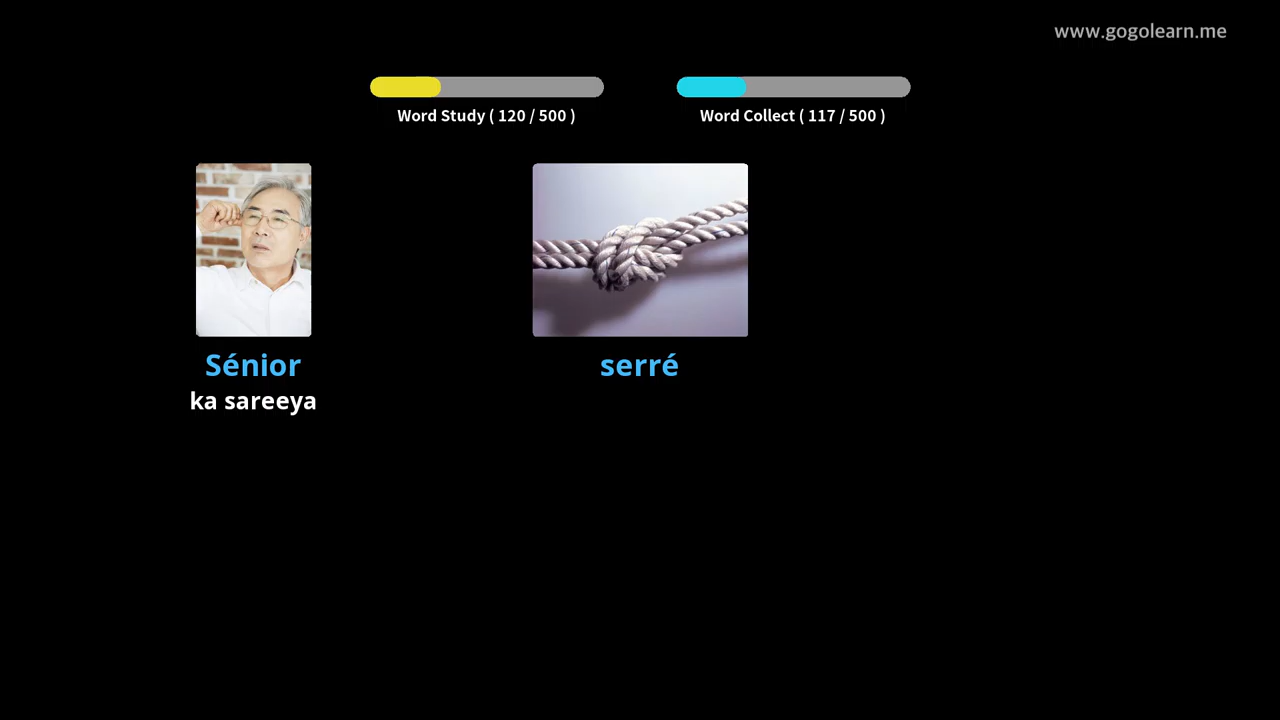 www.gogolearn.me
Word Study ( 120 / 500 )
Word Collect ( 117 / 500 )
Sénior
serré
ka sareeya